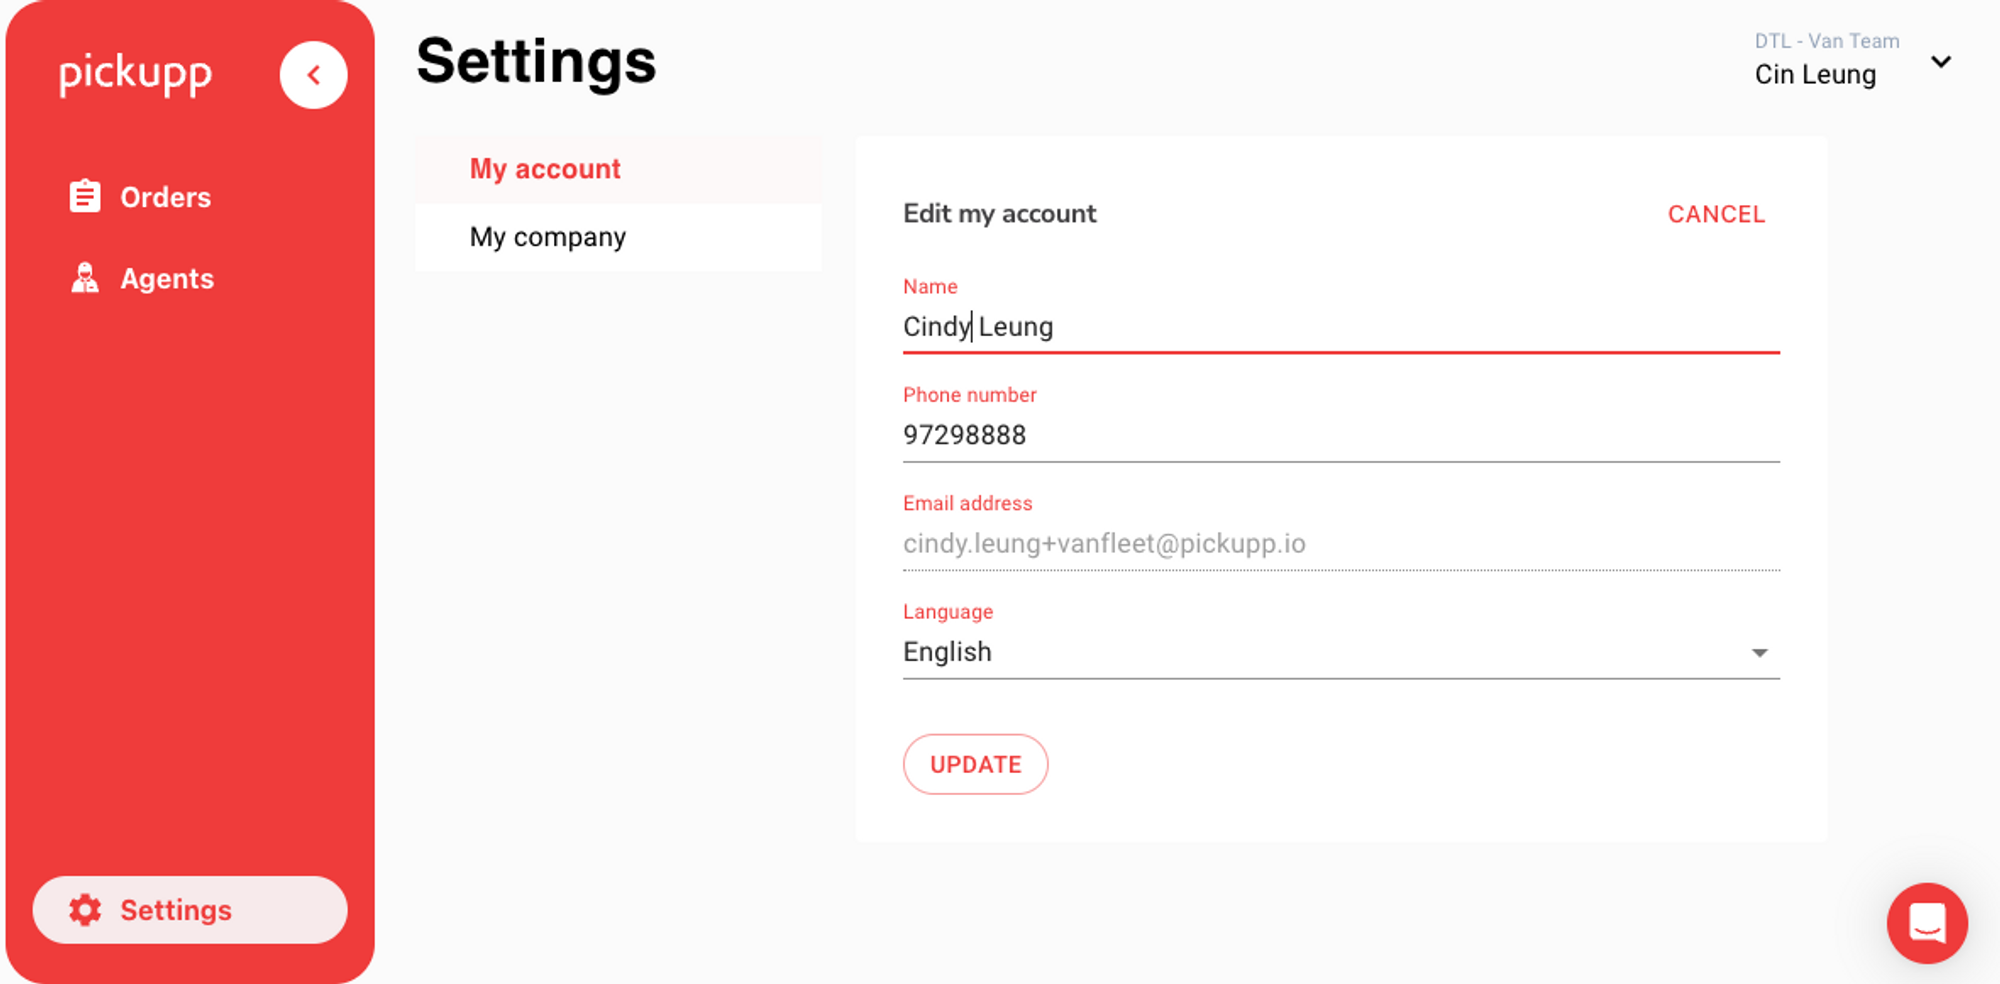 pickupp
Orders
Agents
Settings
Settings
DTL - Van Team
Cin Leung
My account
My company
Edit my account
CANCEL
Name
Cindy Leung
Phone number
97298888
Email address
cindy.leung+vanfleet@pickupp.io
Language
English
UPDATE